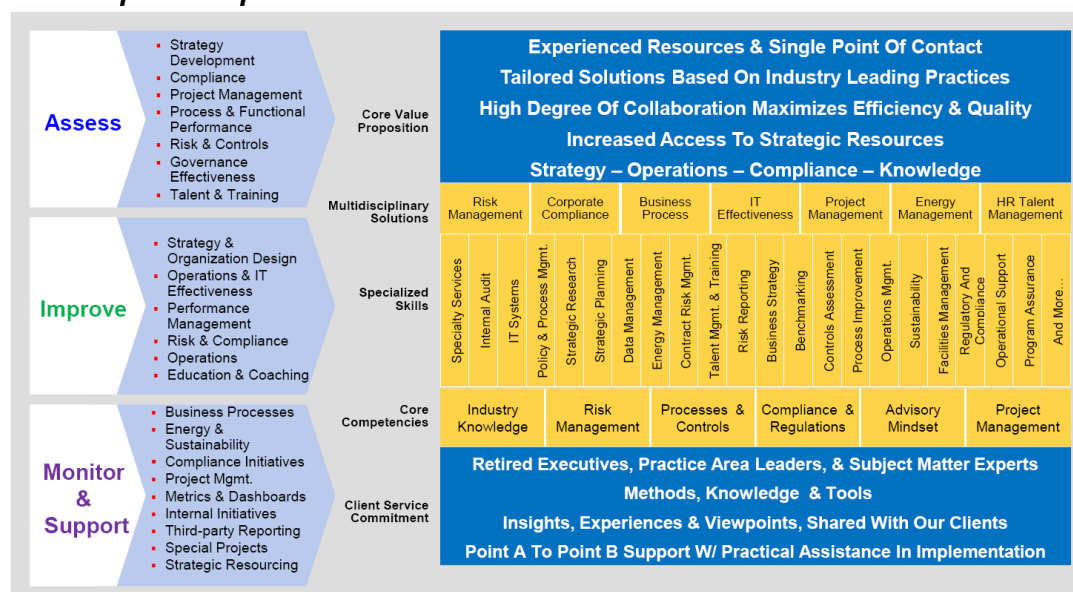 Assess
Strategy
Development
Compliance
Project Management
Process & Functional
Performance
Risk & Controls
Governance
Effectiveness
Talent & Training
Improve
Strategy &
Organization Design
Operations & IT
Effectiveness
Performance
Management
Risk & Compliance
Operations
Education & Coaching
Monitor
&
Support
Business Processes
Energy &
Sustainability
Compliance Initiatives
Project Mgmt.
Metrics & Dashboards
Internal Initiatives
Third-party Reporting
Special Projects
Strategic Resourcing
Core Value
Proposition
Experienced Resources & Single Point Of Contact
Tailored Solutions Based On Industry Leading Practices
High Degree Of Collaboration Maximizes Efficiency & Quality
Increased Access To Strategic Resources
Strategy – Operations – Compliance – Knowledge
Multidisciplinary
Solutions
Risk
Management
Corporate
Compliance
Business
Process
IT
Effectiveness
Project
Management
Energy
Management
HR Talent
Management
Specialized
Skills
Specialty Services
Internal Audit
IT Systems
Policy & Process Mgmt.
Strategic Research
Strategic Planning
Data Management
Energy Management
Contract Risk Mgmt.
Talent Mgmt. & Training
Risk Reporting
Business Strategy
Benchmarking
Controls Assessment
Process Improvement
Operations Mgmt.
Sustainability
Facilities Management
Regulatory And
Compliance
Operational Support
Program Assurance
And More...
Core
Competencies
Industry
Knowledge
Risk
Management
Processes &
Controls
Compliance &
Regulations
Advisory
Mindset
Project
Management
Client Service
Commitment
Retired Executives, Practice Area Leaders, & Subject Matter Experts
Methods, Knowledge & Tools
Insights, Experiences & Viewpoints, Shared With Our Clients
Point A To Point B Support W/ Practical Assistance In Implementation